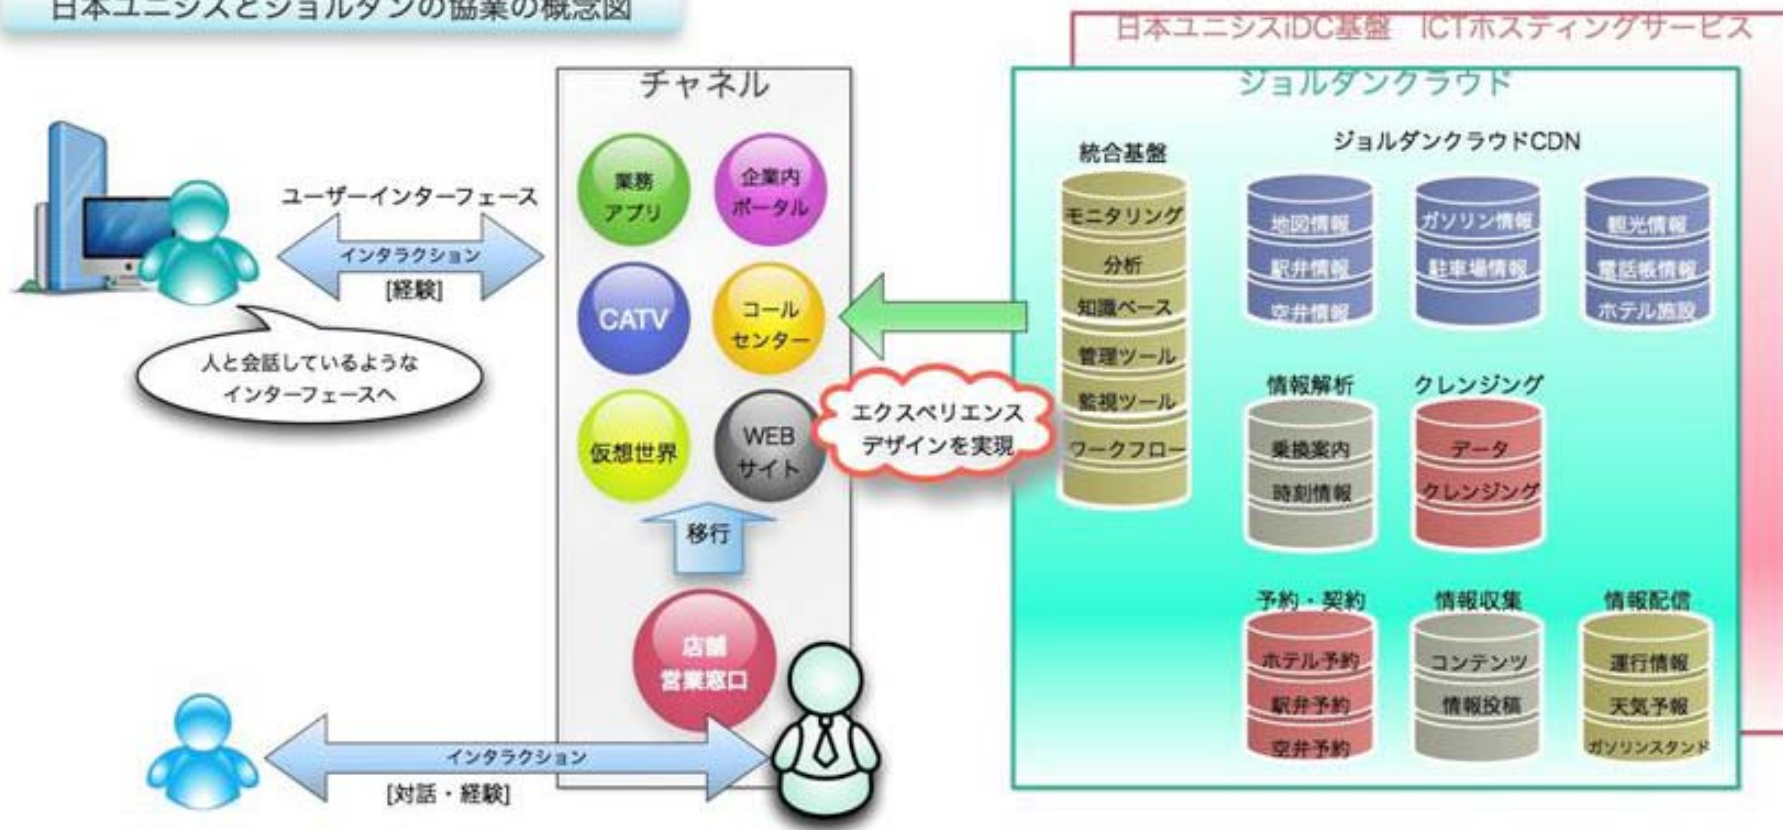 日本ユニシスとジョルダンの協業の概念図
日本ユニシスiDC基盤　ICTホスティングサービス
チャネル
業務
アプリ
企業内
ポータル
CATV
コール
センター
仮想世界
WEB
サイト
移行
店舗
営業窓口
ユーザーインターフェース
インタラクション
[経験]
人と会話しているような
インターフェースへ
インタラクション
[対話・経験]
エクスペリエンス
デザインを実現
ジョルダンクラウド
統合基盤
モニタリング
分析
知識ベース
管理ツール
監視ツール
ワークフロー
ジョルダンクラウドCDN
地図情報
駅弁情報
空弁情報
ガソリン情報
駐車場情報
観光情報
電話帳情報
ホテル施設
情報解析
乗換案内
時刻情報
クレンジング
データ
クレンジング
予約・契約
ホテル予約
駅弁予約
空弁予約
情報収集
コンテンツ
情報投稿
情報配信
運行情報
天気予報
ガソリンスタンド